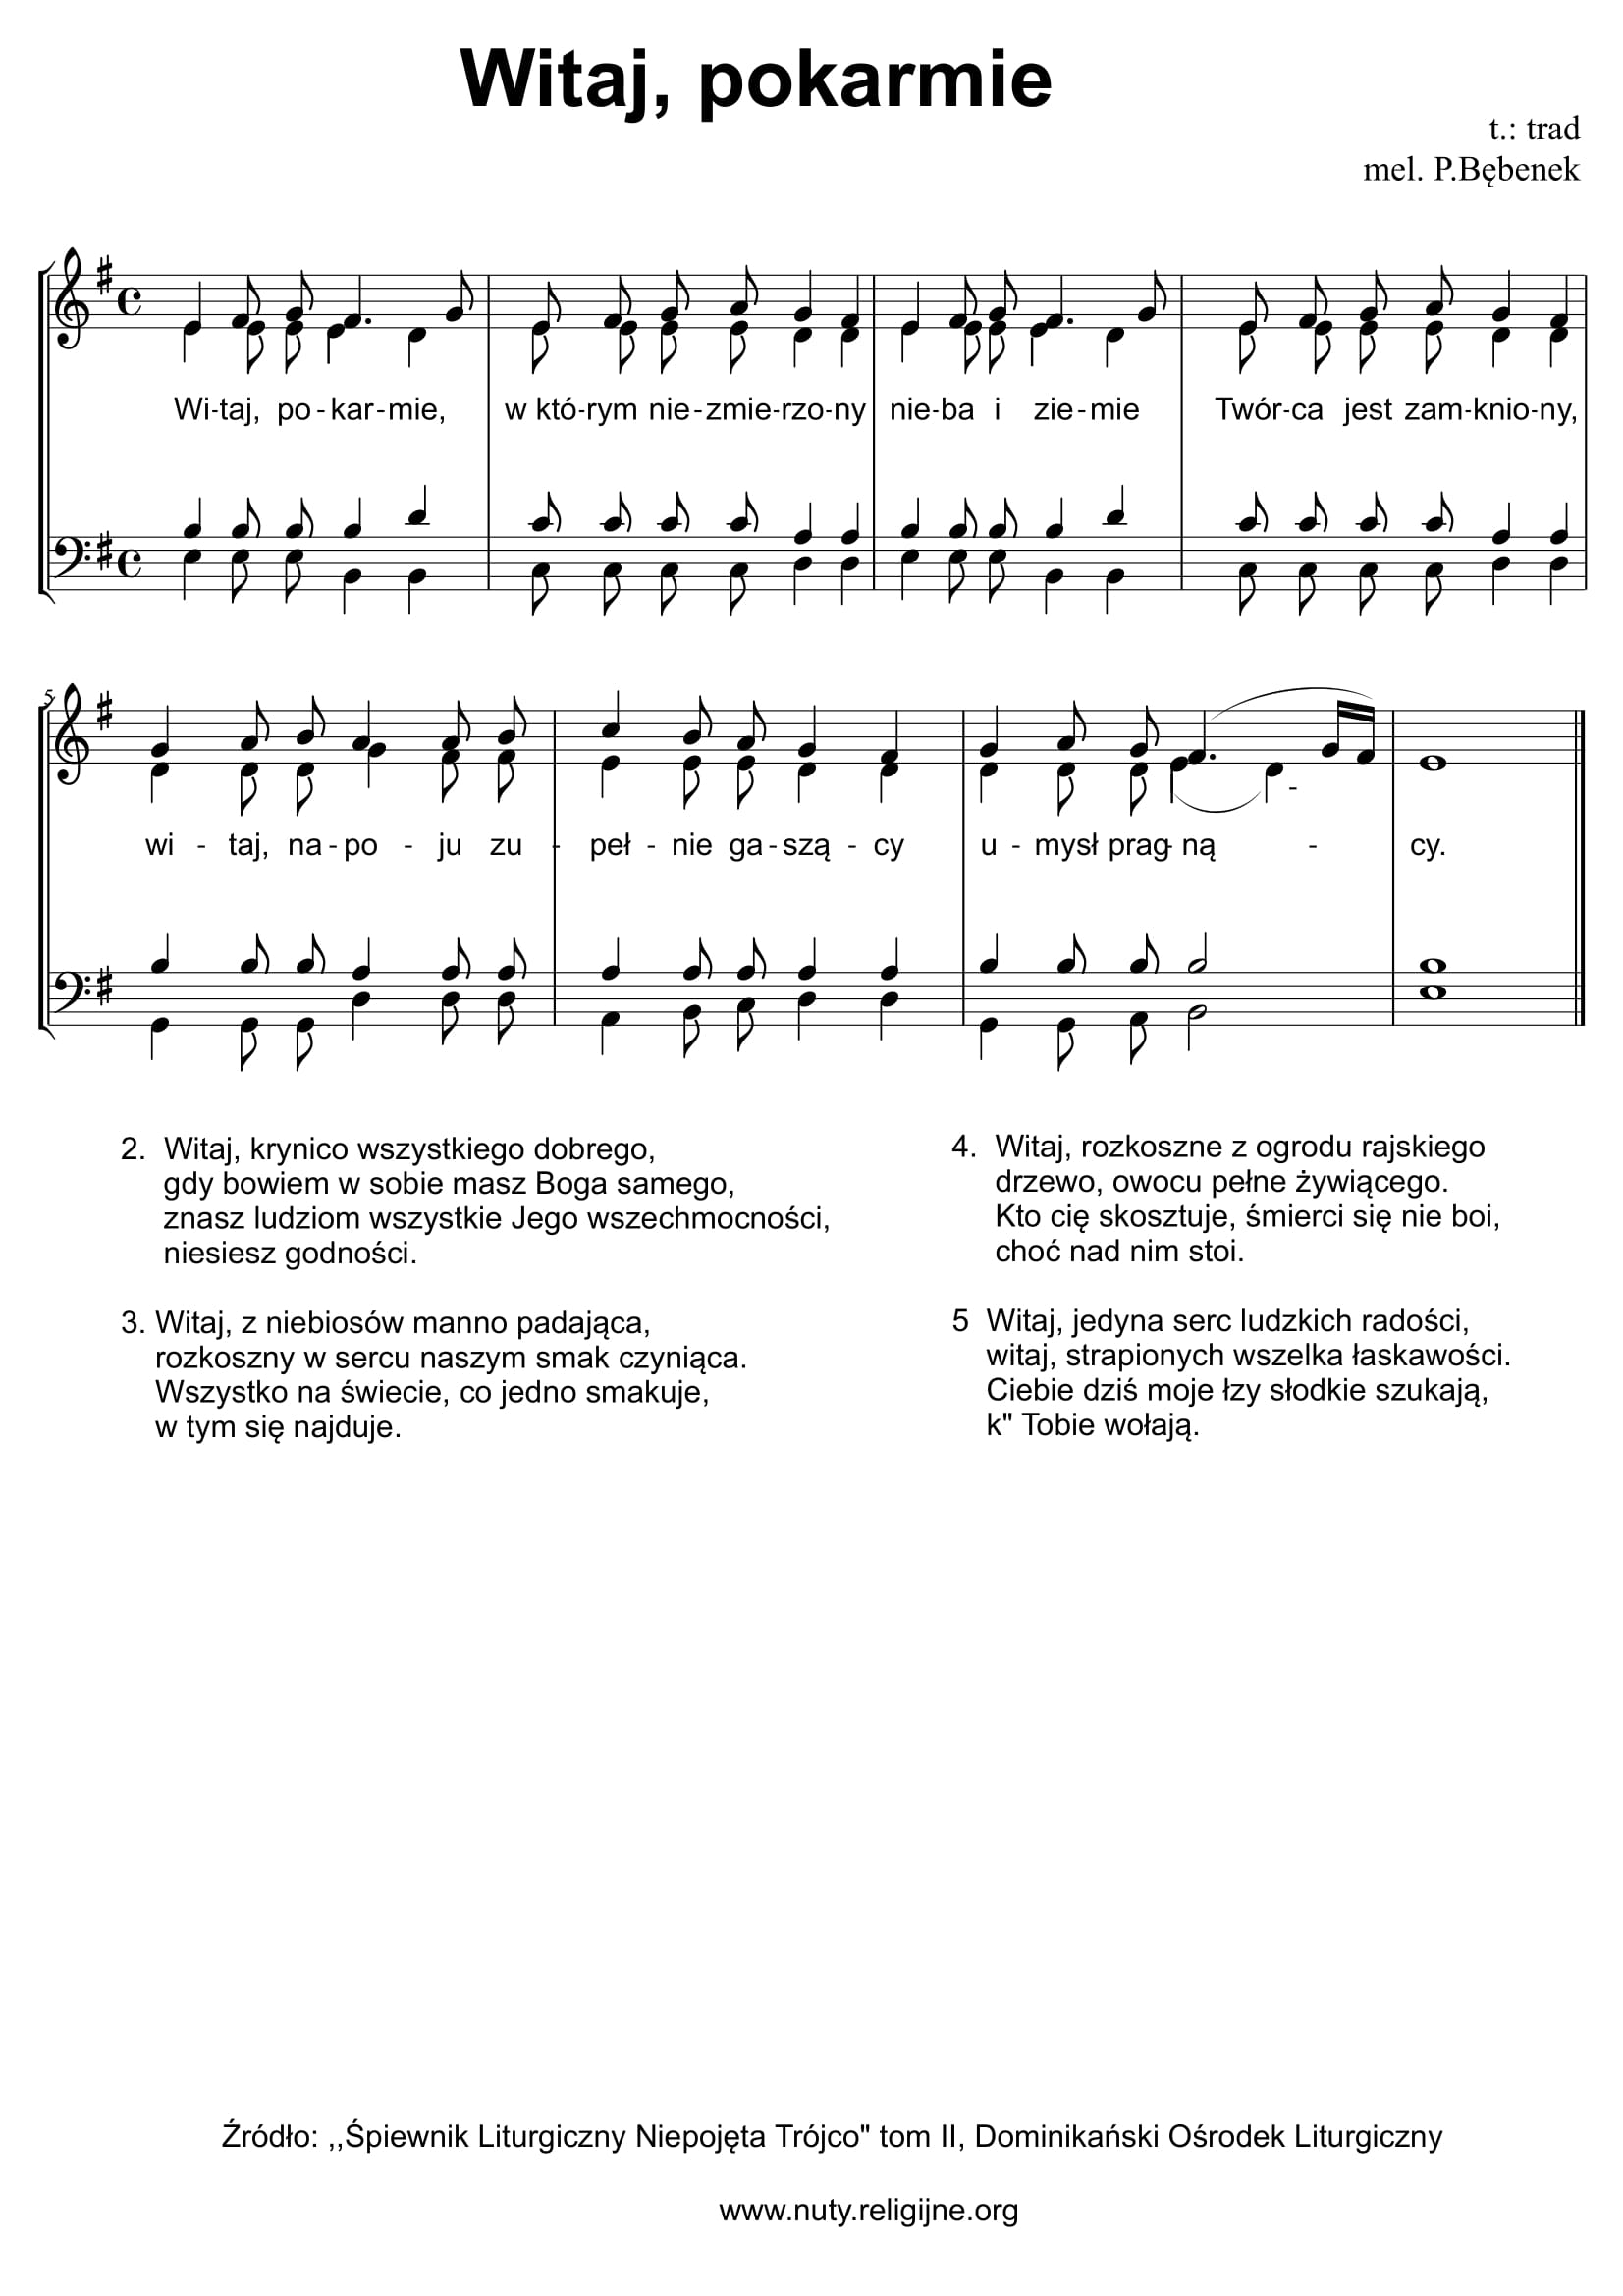 Witaj, pokarmie
t.: trad
mel. P.Bębenek
Wi-taj, po-kar-mie, w któ-rym nie-zmie-rzo-ny nie-ba i zie-mie Twór-ca jest zam-knio-ny,
5
wi-taj, na-po-ju zu-peł-nie ga-szą-cy u-mysł prag-ną-cy.
2. Witaj, krynico wszystkiego dobrego,
gdy bowiem w sobie masz Boga samego,
znasz ludziom wszystkie Jego wszechmocności,
niesiesz godności.
3. Witaj, z niebiosów manno padająca,
rozkoszny w sercu naszym smak czyniąca.
Wszystko na świecie, co jedno smakuje,
w tym się najduje.
4. Witaj, rozkoszne z ogrodu rajskiego
drzewo, owocu pełne żywiącego.
Kto cię skosztuje, śmierci się nie boi,
choć nad nim stoi.
5 Witaj, jedyna serc ludzkich radości,
witaj, strapionych wszelka łaskawości.
Ciebie dziś moje łzy słodkie szukają,
k" Tobie wołają.
Źródło: ,,Śpiewnik Liturgiczny Niepojęta Trójco" tom II, Dominikański Ośrodek Liturgiczny
www.nuty.religijne.org